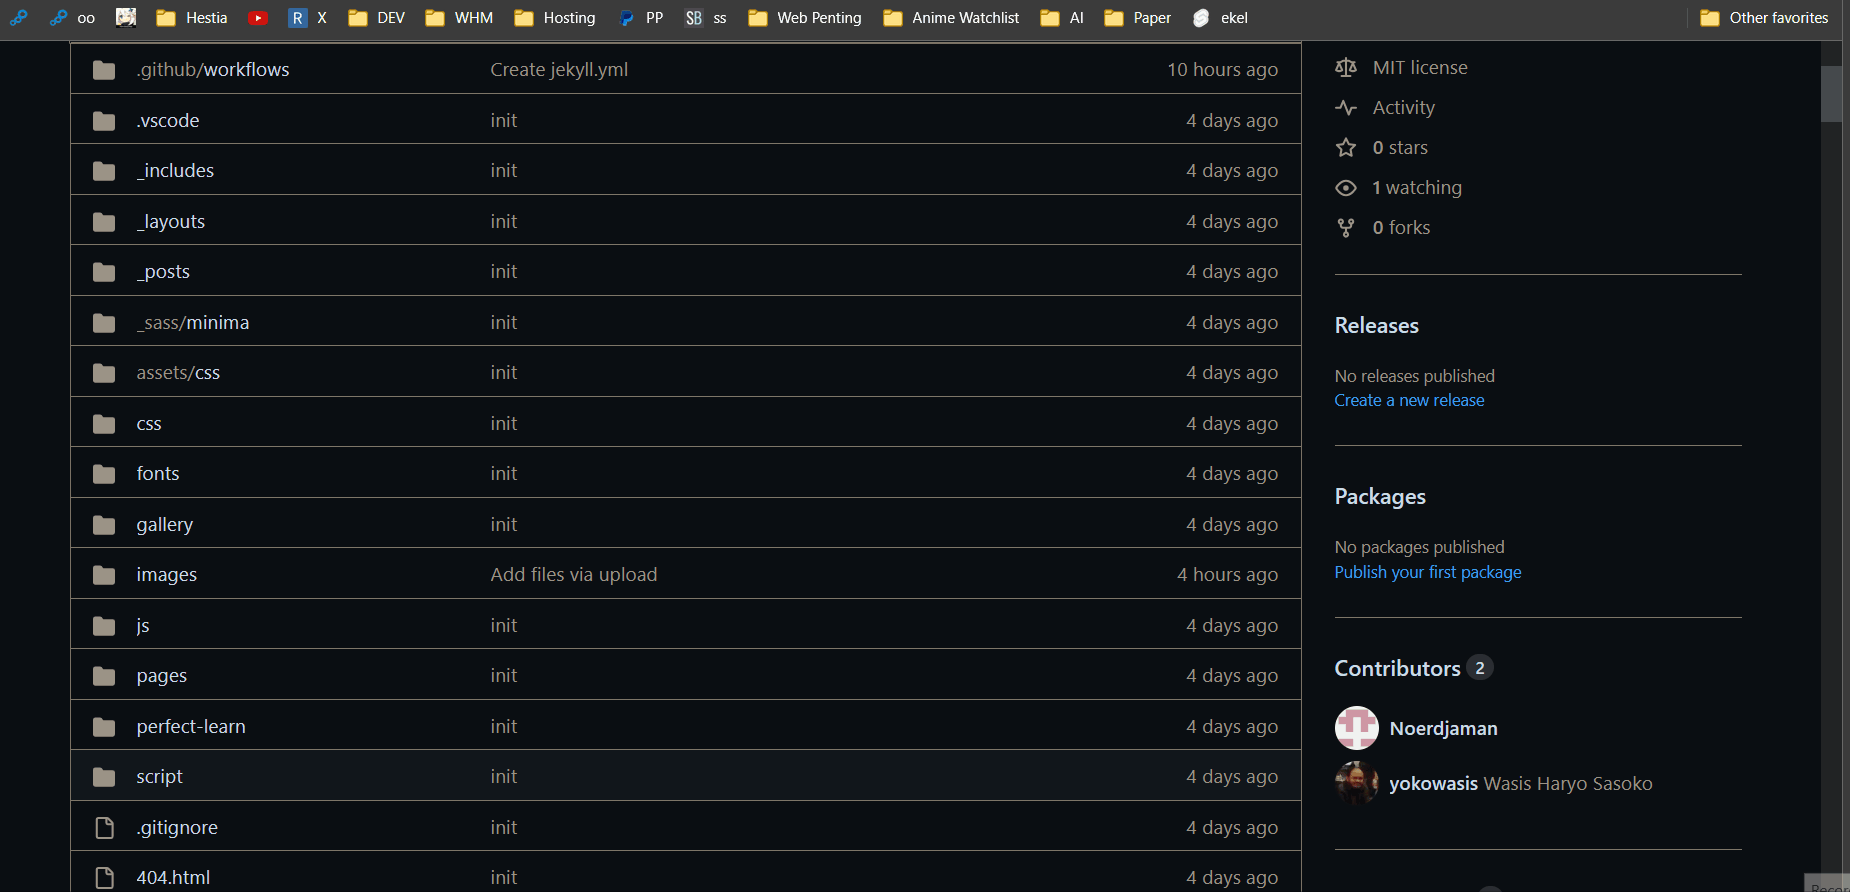 oo Hestia X DEV WHM Hosting PP ss Web Penting Anime Watchlist AI Paper ekel Other favorites
.github/workflows Create jekyll.yml 10 hours ago
.vscode init 4 days ago
_includes init 4 days ago
_layouts init 4 days ago
_posts init 4 days ago
_sass/minima init 4 days ago
assets/css init 4 days ago
css init 4 days ago
fonts init 4 days ago
gallery init 4 days ago
images Add files via upload 4 hours ago
js init 4 days ago
pages init 4 days ago
perfect-learn init 4 days ago
script init 4 days ago
.gitignore init 4 days ago
404.html init 4 days ago
MIT license
Activity
0 stars
1 watching
0 forks
Releases
No releases published
Create a new release
Packages
No packages published
Publish your first package
Contributors 2
Noerdjaman
yokowasis Wasis Haryo Sasoko